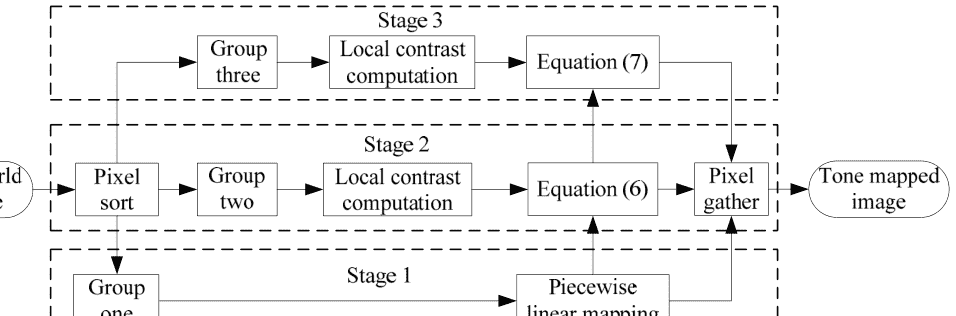 Stage 3
Group
three
Local contrast
computation
Equation (7)
Stage 2
Pixel
sort
Group
two
Local contrast
computation
Equation (6)
Pixel
gather
Tone mapped
image
Stage 1
Group
one
Piecewise
linear mapping